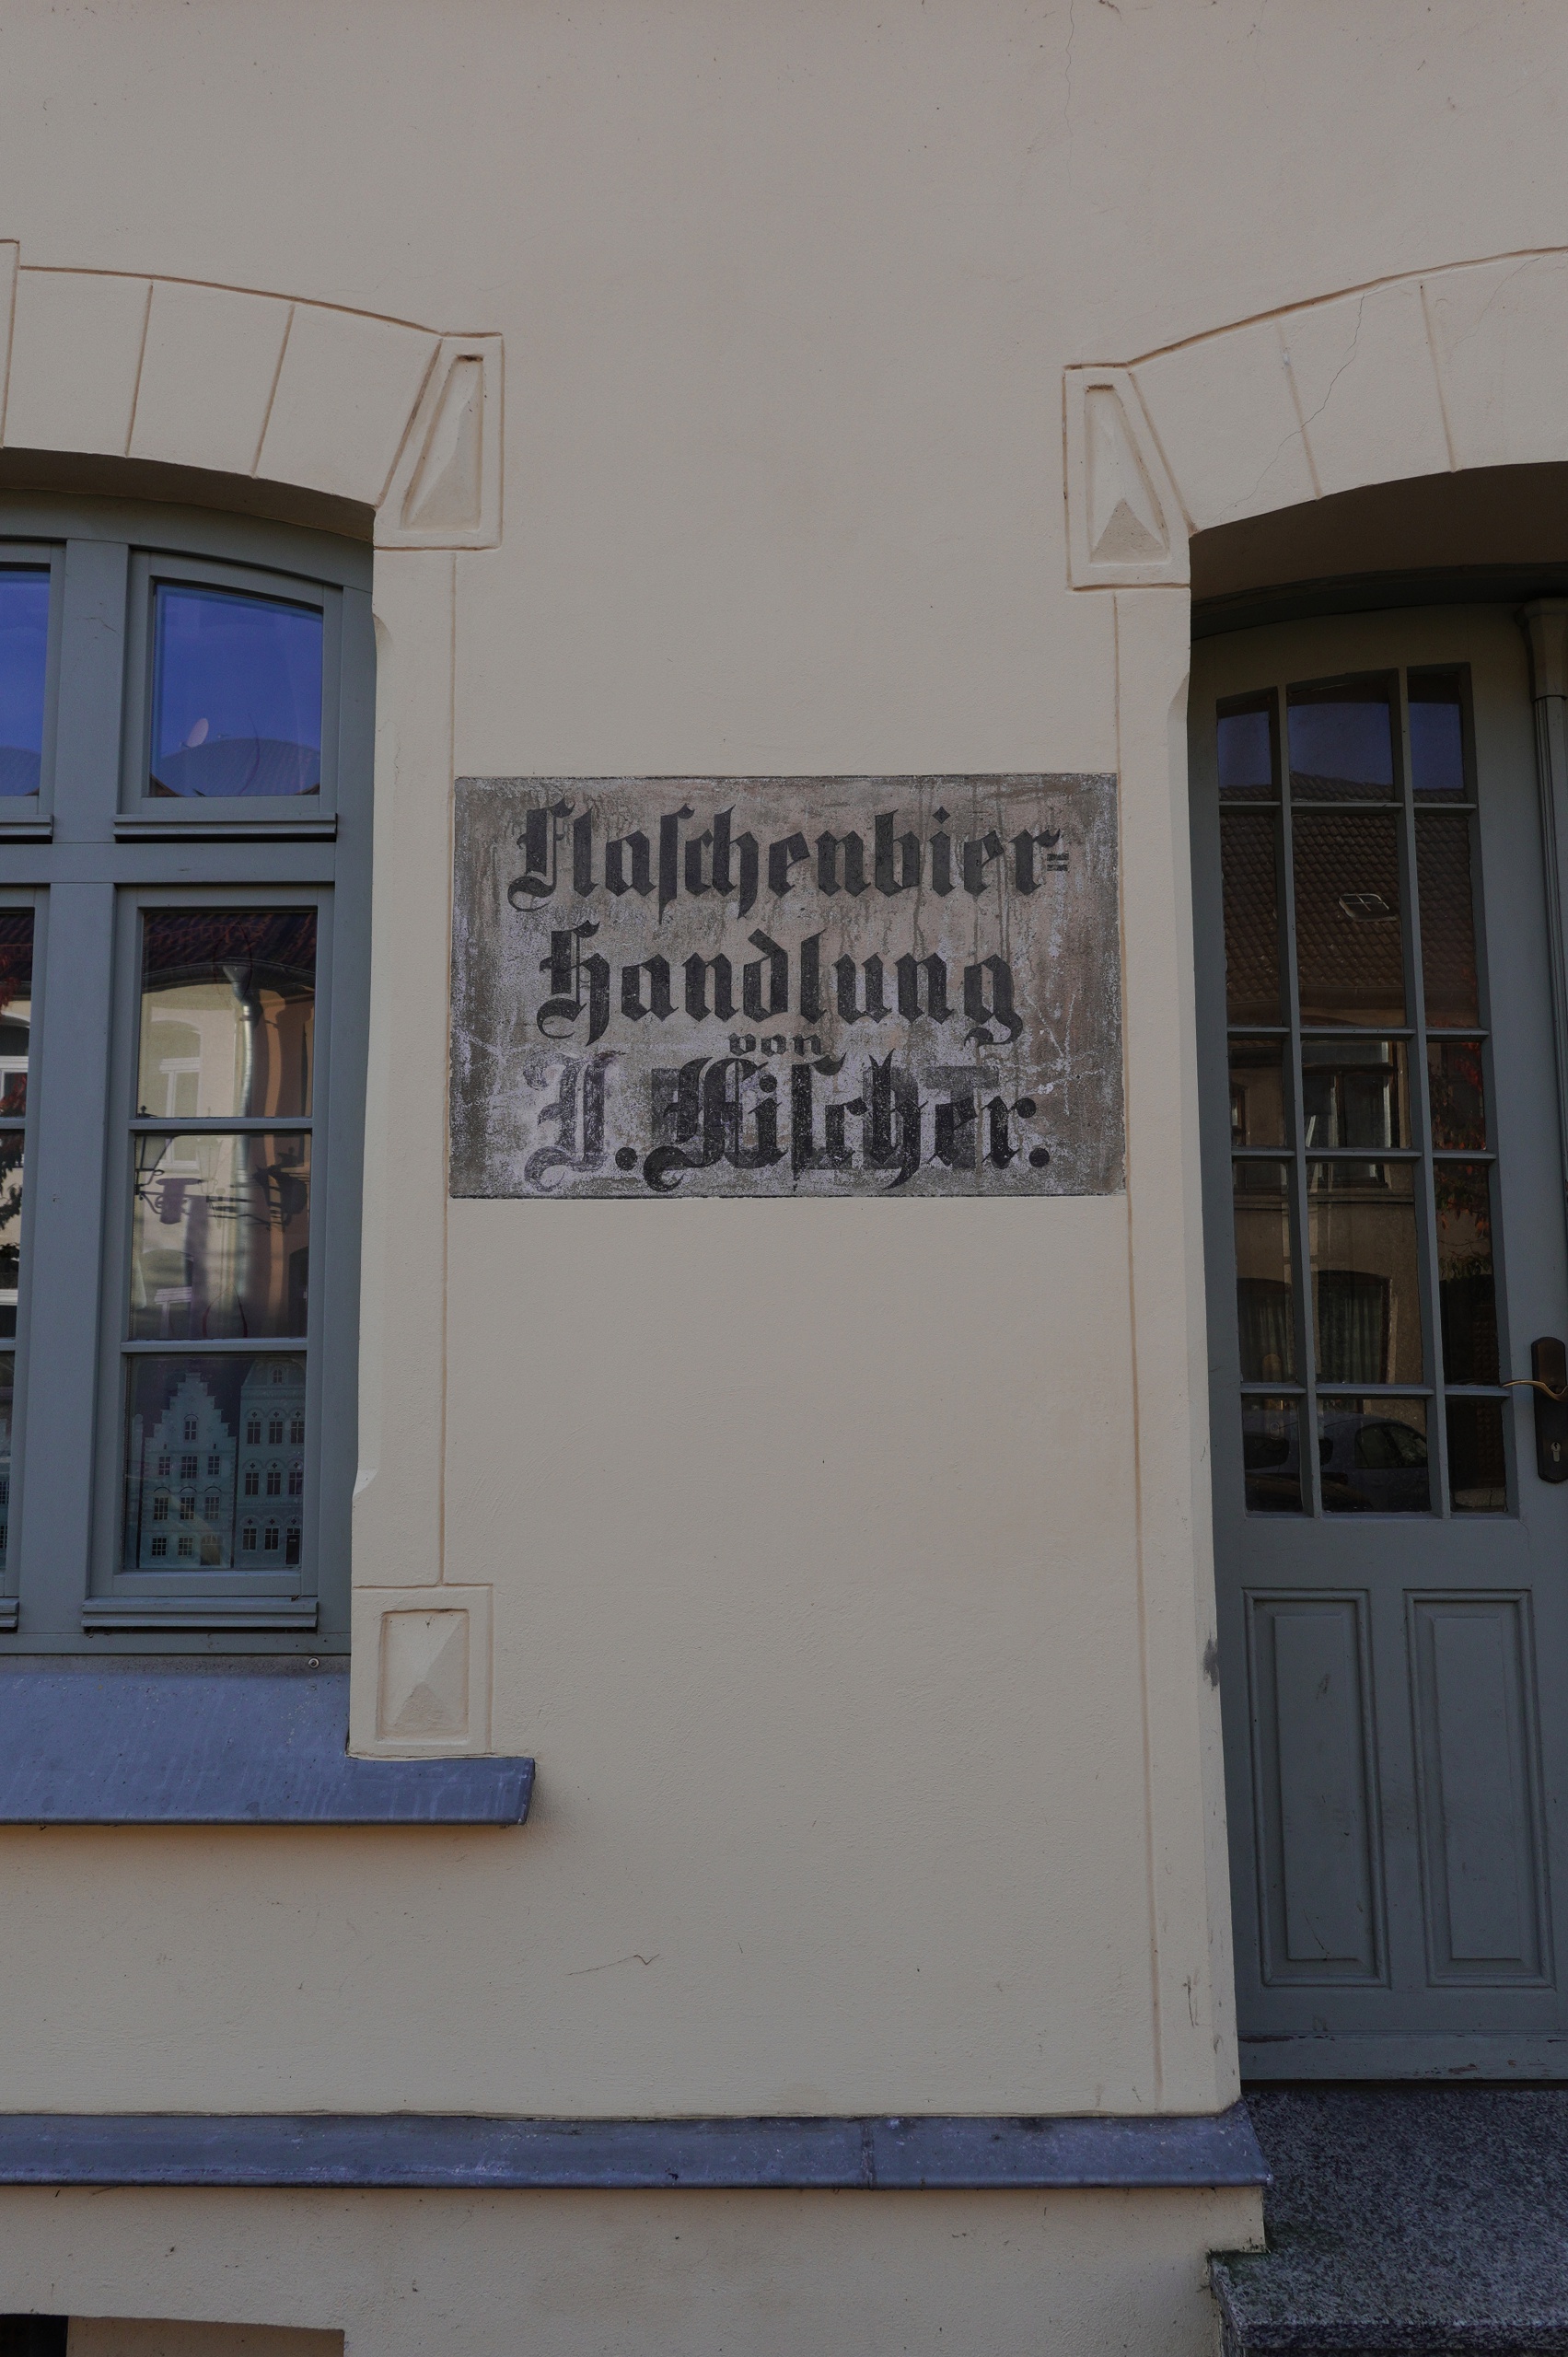 Flaſchenbier=
Handlung
von
J. Fiſcher.